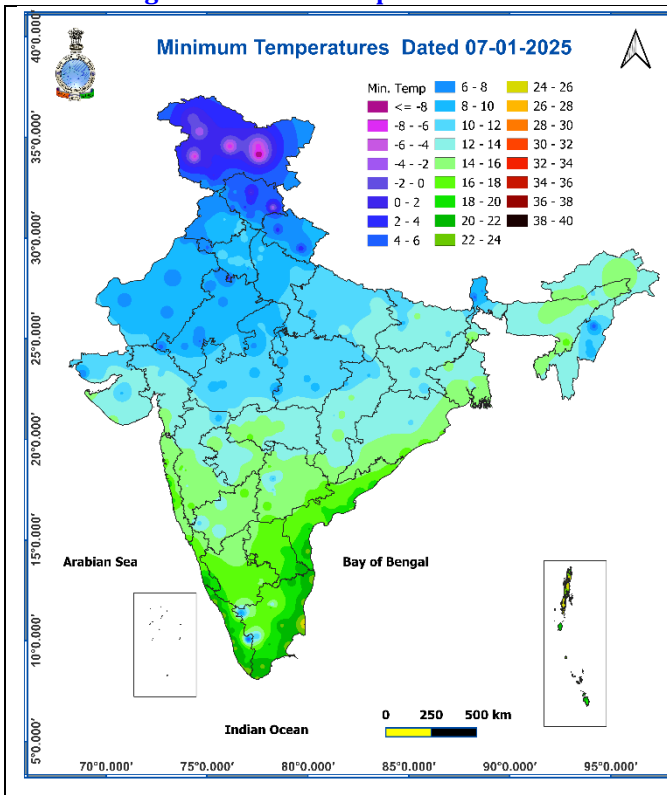 Minimum Temperatures Dated 07-01-2025
Min. Temp
<= -8
-8 - -6
-6 - -4
-4 - -2
-2 - 0
0 - 2
2 - 4
4 - 6
6 - 8
8 - 10
10 - 12
12 - 14
14 - 16
16 - 18
18 - 20
20 - 22
22 - 24
24 - 26
26 - 28
28 - 30
30 - 32
32 - 34
34 - 36
36 - 38
38 - 40
40°0.000'
35°0.000'
30°0.000'
25°0.000'
20°0.000'
15°0.000'
10°0.000'
5°0.000'
Arabian Sea
Bay of Bengal
Indian Ocean
0 250 500 km
70°0.000' 75°0.000' 80°0.000' 85°0.000' 90°0.000' 95°0.000'